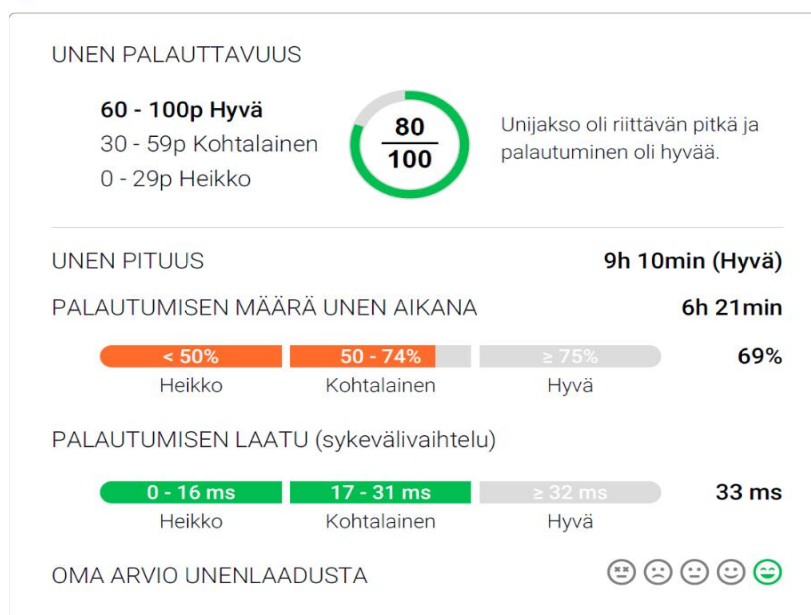 UNEN PALAUTTAVUUS
60 - 100p Hyvä
30 - 59p Kohtalainen
0 - 29p Heikko
80
100
Unijakso oli riittävän pitkä ja
palautuminen oli hyvää.
UNEN PITUUS 9h 10min (Hyvä)
PALAUTUMISEN MÄÄRÄ UNEN AIKANA 6h 21min
< 50% 50 - 74% ≥ 75% 69%
Heikko Kohtalainen Hyvä
PALAUTUMISEN LAATU (sykevälivaihtelu)
0 - 16 ms 17 - 31 ms ≥ 32 ms 33 ms
Heikko Kohtalainen Hyvä
OMA ARVIO UNENLAADUSTA